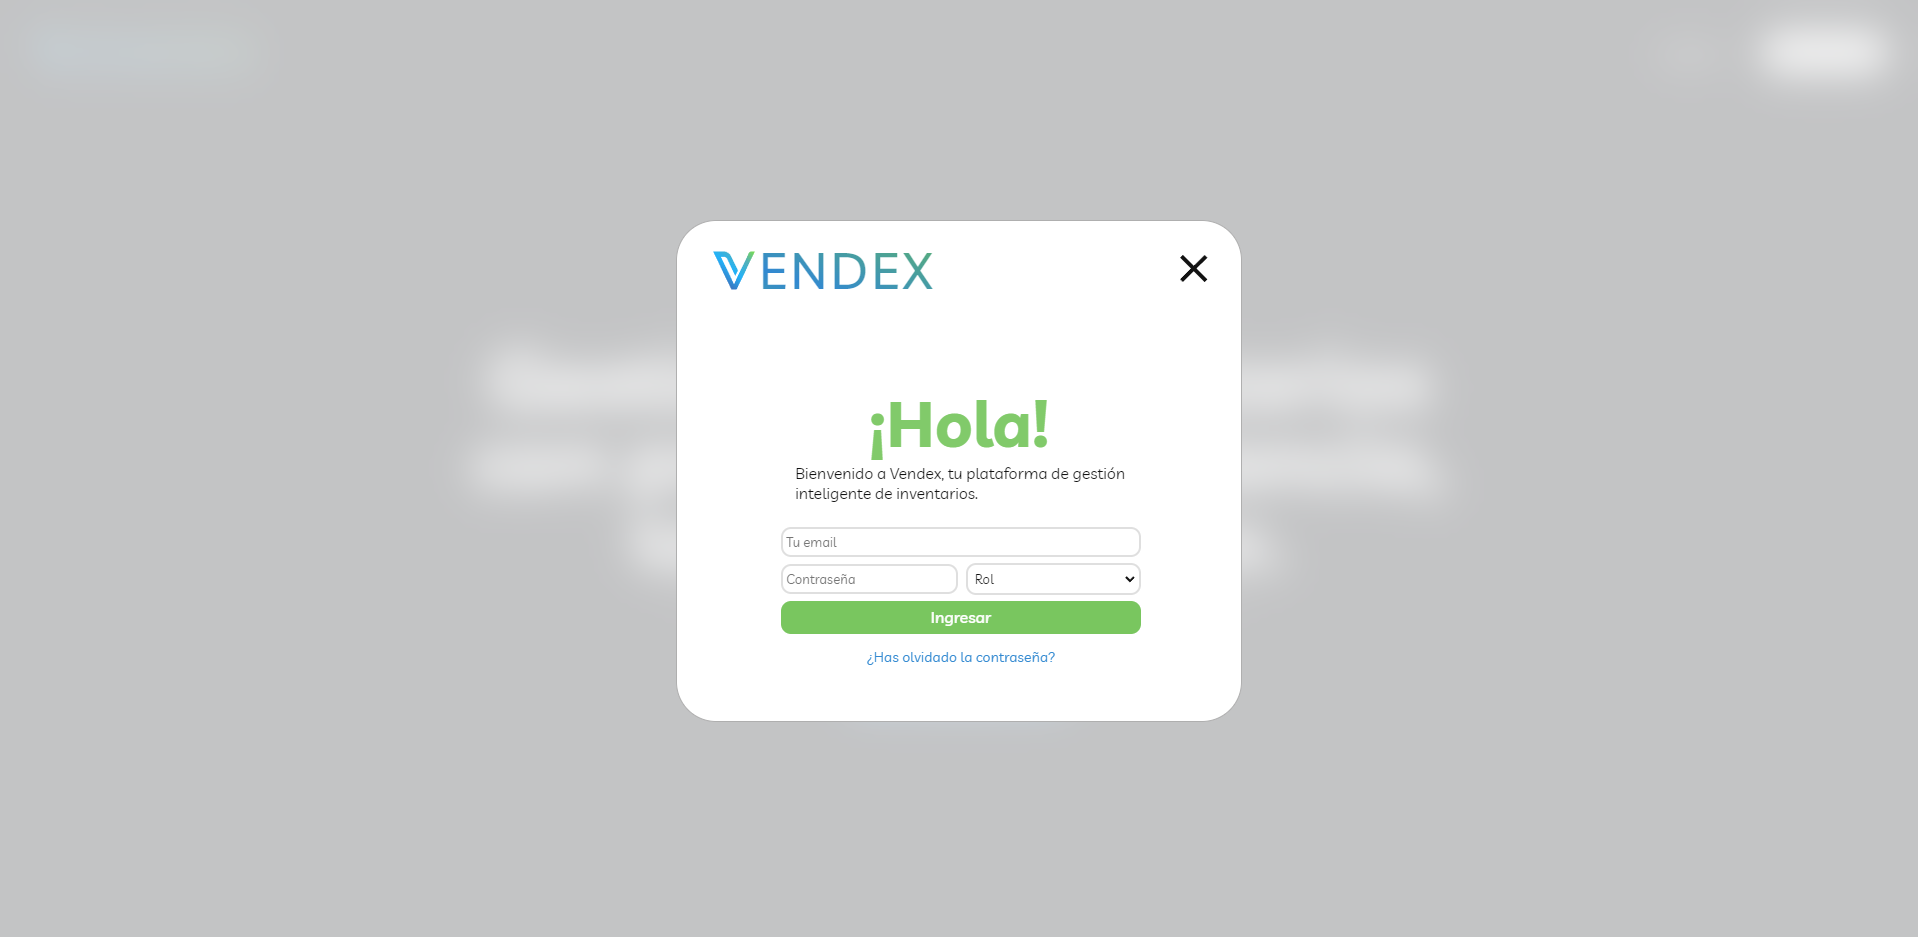 VENDEX
¡Hola!
Bienvenido a Vendex, tu plataforma de gestión
inteligente de inventarios.
Tu email
Contraseña
Rol
Ingresar
¿Has olvidado la contraseña?